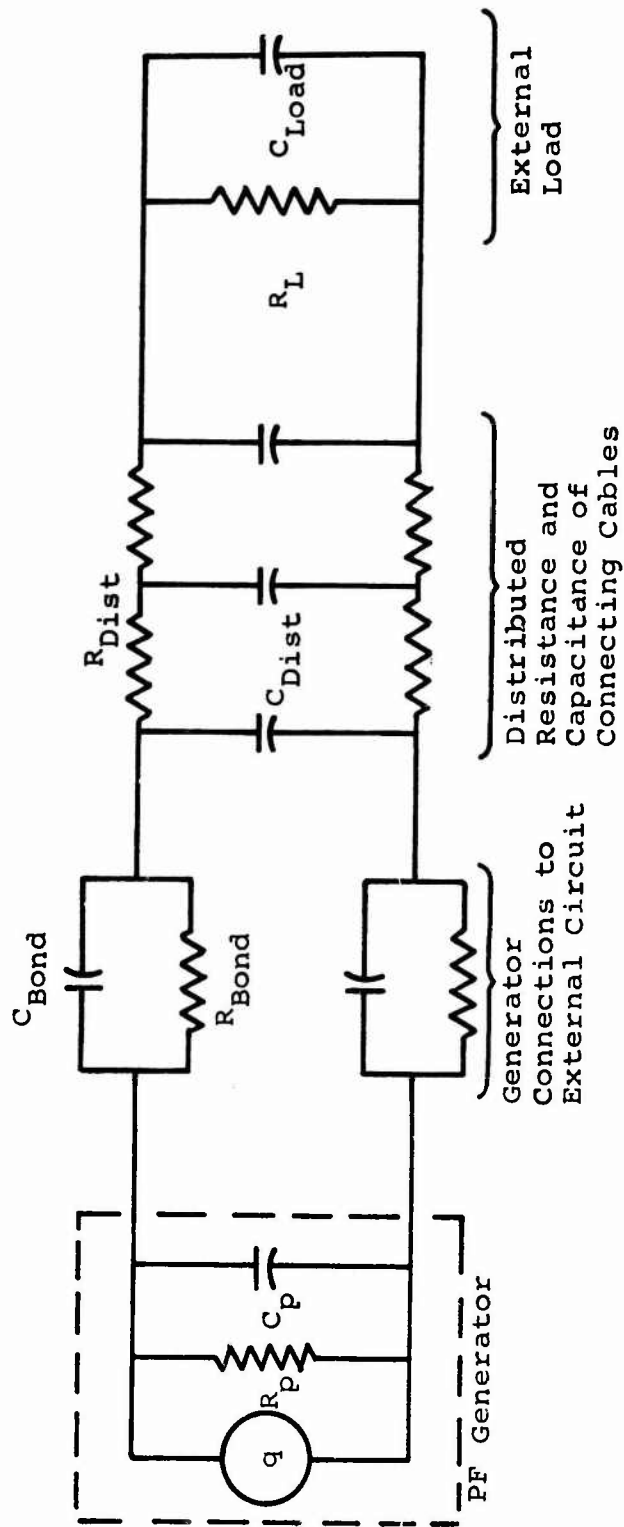 C_Bond
R_Bond
R_Dist
C_Dist
R_L
C_Load
q
R_p
C_p
PF Generator
Generator
Connections to
External Circuit
Distributed
Resistance and
Capacitance of
Connecting Cables
External
Load